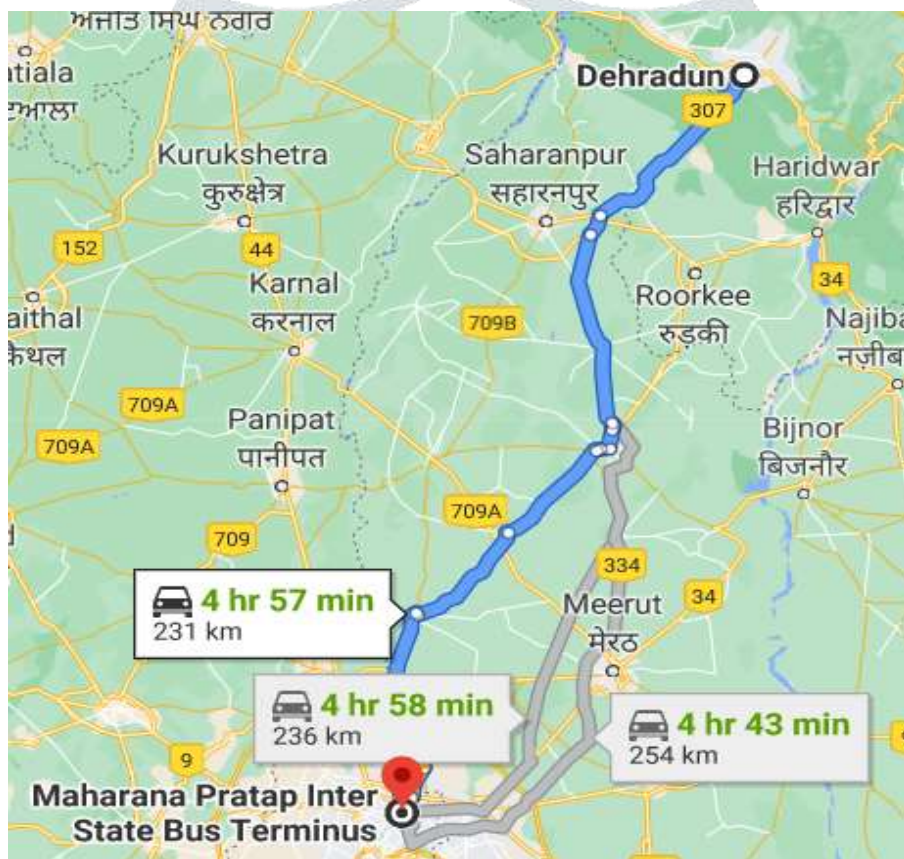 ਅਜੀਤ ਸਿੰਘ ਨਗਰ
Dehradun
307
Kurukshetra
कुरुक्षेत्र
Saharanpur
सहारनपुर
Haridwar
हरिद्वार
152
44
34
Karnal
करनाल
Roorkee
रुड़की
709B
709A
Panipat
पानीपत
709A
Bijnor
बिजनौर
709A
709
334
4 hr 57 min
231 km
Meerut
मेरठ
34
4 hr 58 min
236 km
4 hr 43 min
254 km
9
Maharana Pratap Inter
State Bus Terminus